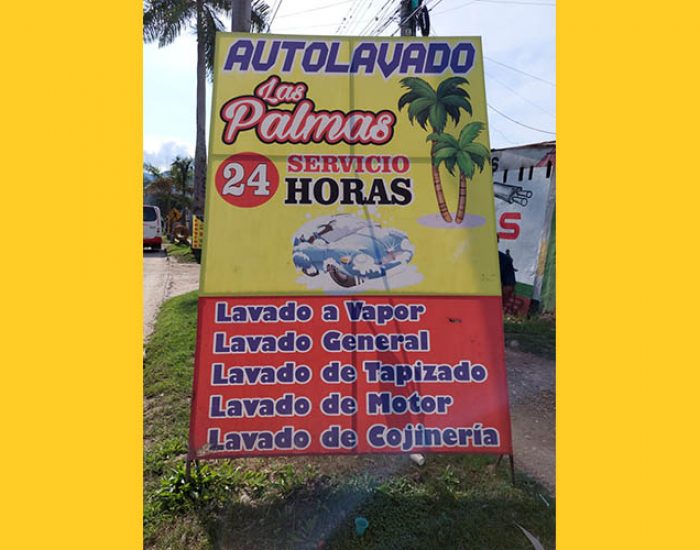 AUTOLAVADO
Las
Palmas
24 SERVICIO
HORAS
Lavado a Vapor
Lavado General
Lavado de Tapizado
Lavado de Motor
Lavado de Cojinería